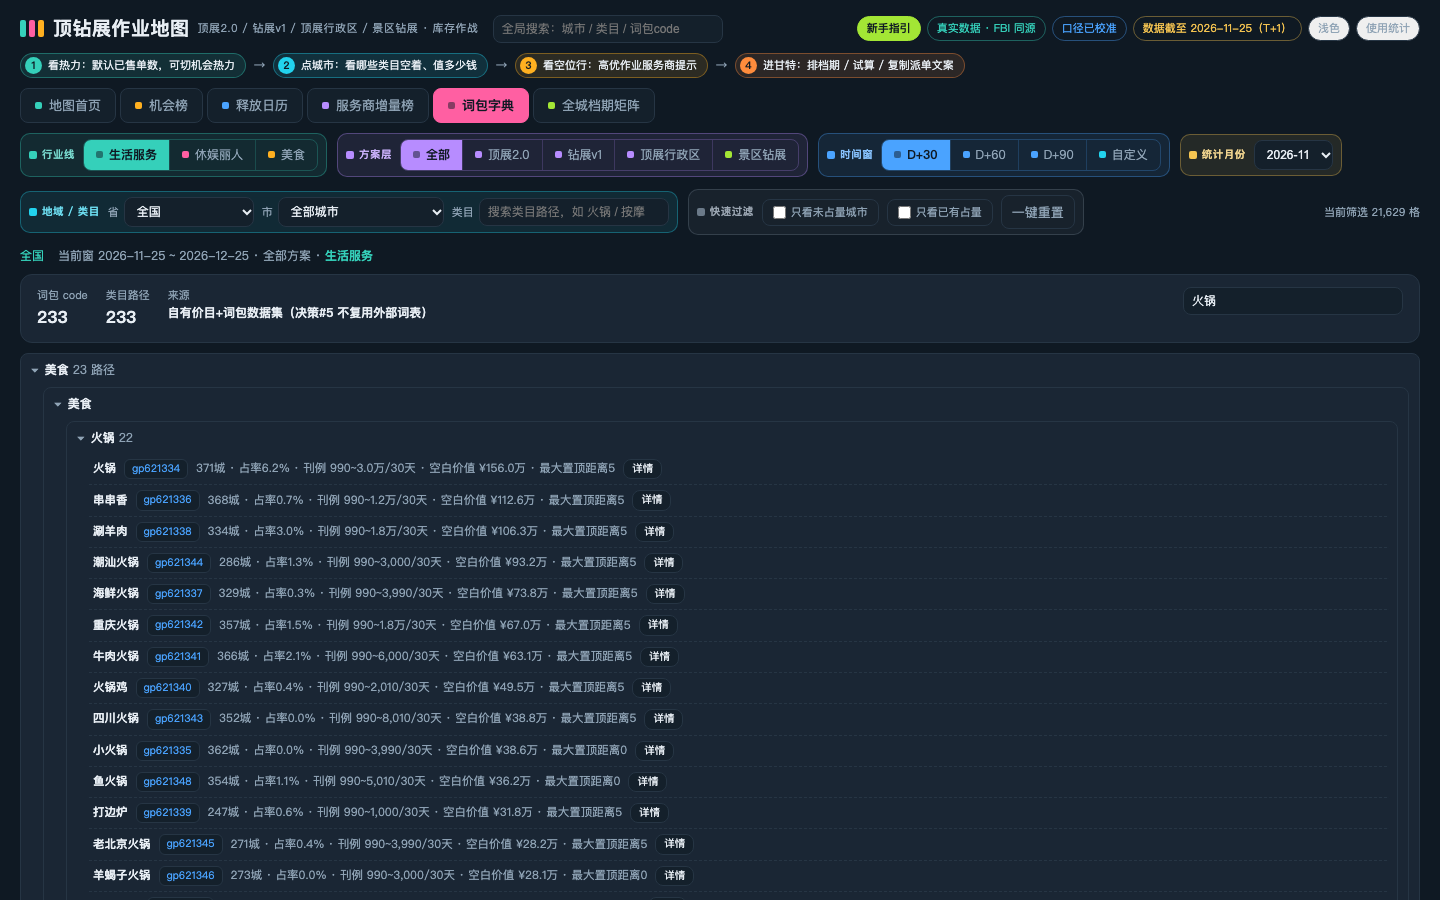 顶钻展作业地图 顶展2.0 / 钻展v1 / 顶展行政区 / 景区钻展 · 库存作战 全局搜索：城市 / 类目 / 词包code 新手指引 真实数据 · FBI 同源 口径已校准 数据截至 2026-11-25（T+1） 浅色 使用统计
1 看热力：默认已售单数，可切机会热力 → 2 点城市：看哪些类目空着、值多少钱 → 3 看空位行：高优作业服务商提示 → 4 进甘特：排档期 / 试算 / 复制派单文案
地图首页 机会榜 释放日历 服务商增量榜 词包字典 全城档期矩阵
行业线 生活服务 休娱丽人 美食 方案层 全部 顶展2.0 钻展v1 顶展行政区 景区钻展 时间窗 D+30 D+60 D+90 自定义 统计月份 2026-11
地域 / 类目 省 全国 市 全部城市 类目 搜索类目路径，如 火锅 / 按摩 快速过滤 只看未占量城市 只看已有占量 一键重置 当前筛选 21,629 格
全国 当前窗 2026-11-25 ~ 2026-12-25 · 全部方案 · 生活服务
词包 code 类目路径 来源
233 233 自有价目+词包数据集（决策#5 不复用外部词表） 火锅
美食 23 路径
美食
火锅 22
火锅 gp621334 371城 · 占率6.2% · 刊例 990~3.0万/30天 · 空白价值 ¥156.0万 · 最大置顶距离5 详情
串串香 gp621336 368城 · 占率0.7% · 刊例 990~1.2万/30天 · 空白价值 ¥112.6万 · 最大置顶距离5 详情
涮羊肉 gp621338 334城 · 占率3.0% · 刊例 990~1.8万/30天 · 空白价值 ¥106.3万 · 最大置顶距离5 详情
潮汕火锅 gp621344 286城 · 占率1.3% · 刊例 990~3,000/30天 · 空白价值 ¥93.2万 · 最大置顶距离5 详情
海鲜火锅 gp621337 329城 · 占率0.3% · 刊例 990~3,990/30天 · 空白价值 ¥73.8万 · 最大置顶距离5 详情
重庆火锅 gp621342 357城 · 占率1.5% · 刊例 990~1.8万/30天 · 空白价值 ¥67.0万 · 最大置顶距离5 详情
牛肉火锅 gp621341 366城 · 占率2.1% · 刊例 990~6,000/30天 · 空白价值 ¥63.1万 · 最大置顶距离5 详情
火锅鸡 gp621340 327城 · 占率0.4% · 刊例 990~2,010/30天 · 空白价值 ¥49.5万 · 最大置顶距离5 详情
四川火锅 gp621343 352城 · 占率0.0% · 刊例 990~8,010/30天 · 空白价值 ¥38.8万 · 最大置顶距离5 详情
小火锅 gp621335 362城 · 占率0.0% · 刊例 990~3,990/30天 · 空白价值 ¥38.6万 · 最大置顶距离0 详情
鱼火锅 gp621348 354城 · 占率1.1% · 刊例 990~5,010/30天 · 空白价值 ¥36.2万 · 最大置顶距离0 详情
打边炉 gp621339 247城 · 占率0.6% · 刊例 990~1,000/30天 · 空白价值 ¥31.8万 · 最大置顶距离5 详情
老北京火锅 gp621345 271城 · 占率0.4% · 刊例 990~3,990/30天 · 空白价值 ¥28.2万 · 最大置顶距离5 详情
羊蝎子火锅 gp621346 273城 · 占率0.0% · 刊例 990~3,000/30天 · 空白价值 ¥28.1万 · 最大置顶距离0 详情